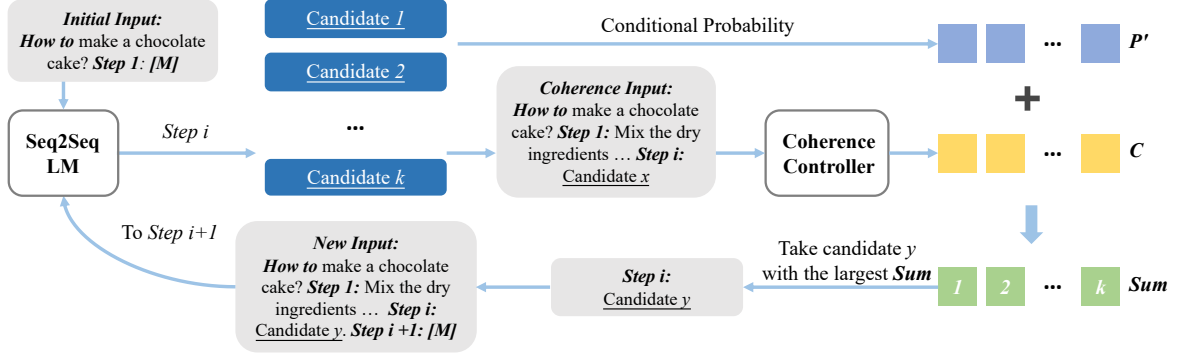 Initial Input:
How to make a chocolate
cake? Step 1: [M]
Candidate 1
Candidate 2
...
Candidate k
Conditional Probability
... P'
+
Seq2Seq
LM
Step i
Coherence Input:
How to make a chocolate
cake? Step 1: Mix the dry
ingredients … Step i:
Candidate x
Coherence
Controller
... C
To Step i+1
New Input:
How to make a chocolate
cake? Step 1: Mix the dry
ingredients … Step i:
Candidate y. Step i +1: [M]
Step i:
Candidate y
Take candidate y
with the largest Sum
1 2 ... k Sum